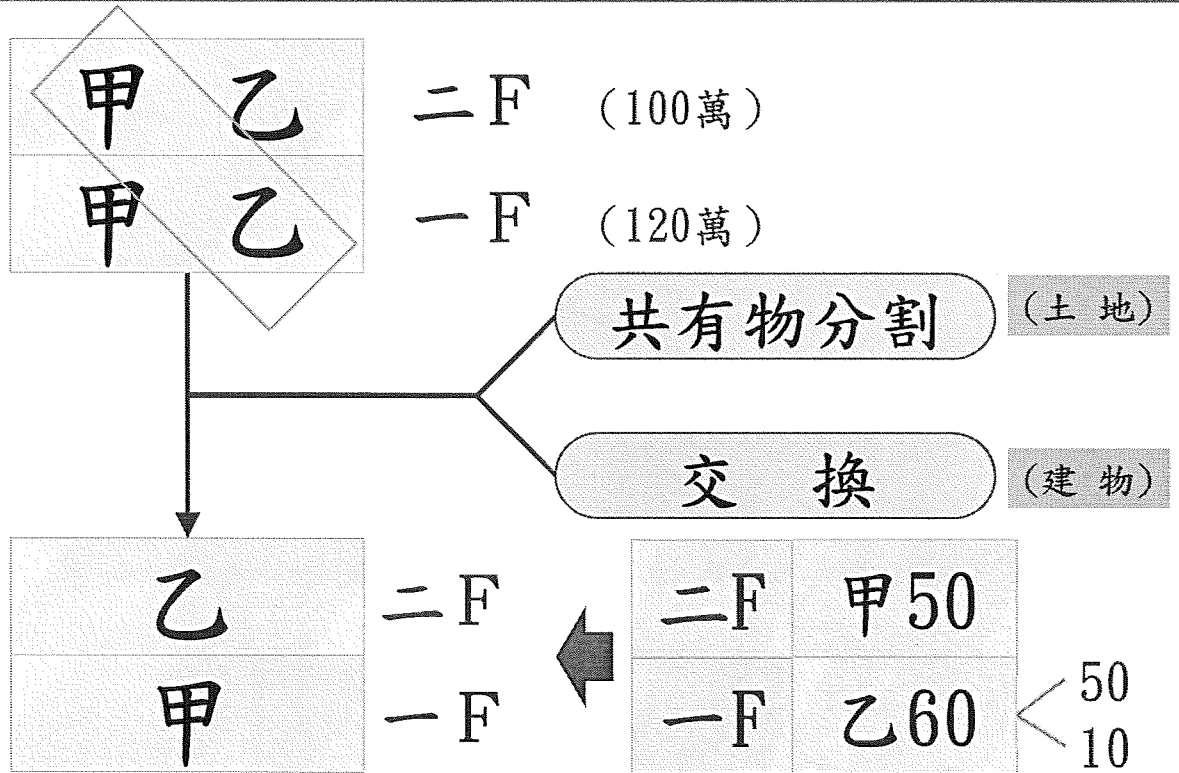 甲 乙 二F (100萬)
甲 乙 一F (120萬)
共有物分割 (土地)
交 換 (建物)
乙 二F
甲 一F
二F 甲50
一F 乙60
50
10